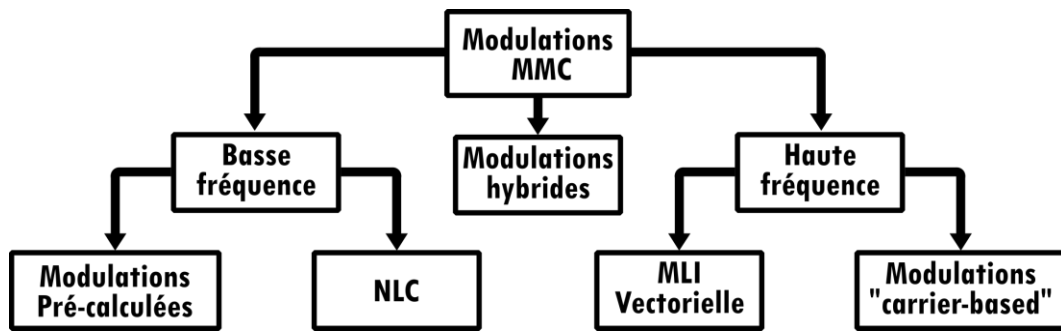 Modulations
MMC
Basse
fréquence
Modulations
hybrides
Haute
fréquence
Modulations
Pré-calculées
NLC
MLI
Vectorielle
Modulations
"carrier-based"